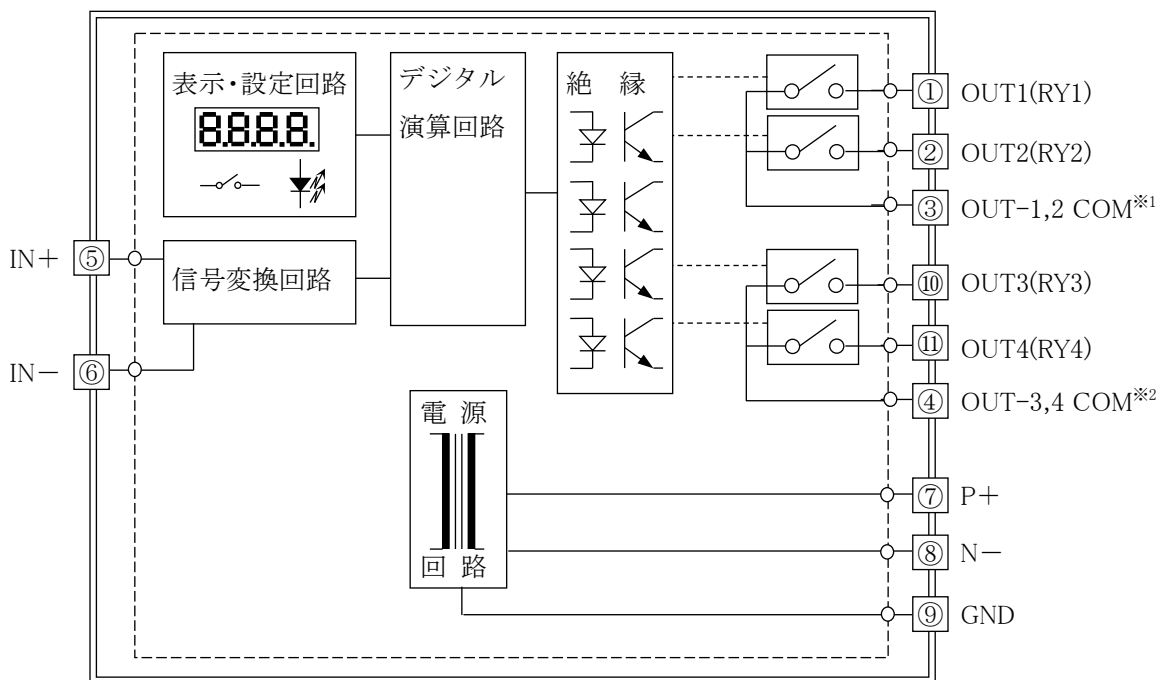 表示・設定回路
8.8.8.8.
デジタル
演算回路
絶 縁
信号変換回路
IN+ ⑤
IN− ⑥
① OUT1(RY1)
② OUT2(RY2)
③ OUT-1,2 COM※1
⑩ OUT3(RY3)
⑪ OUT4(RY4)
④ OUT-3,4 COM※2
電 源
回 路
⑦ P+
⑧ N−
⑨ GND